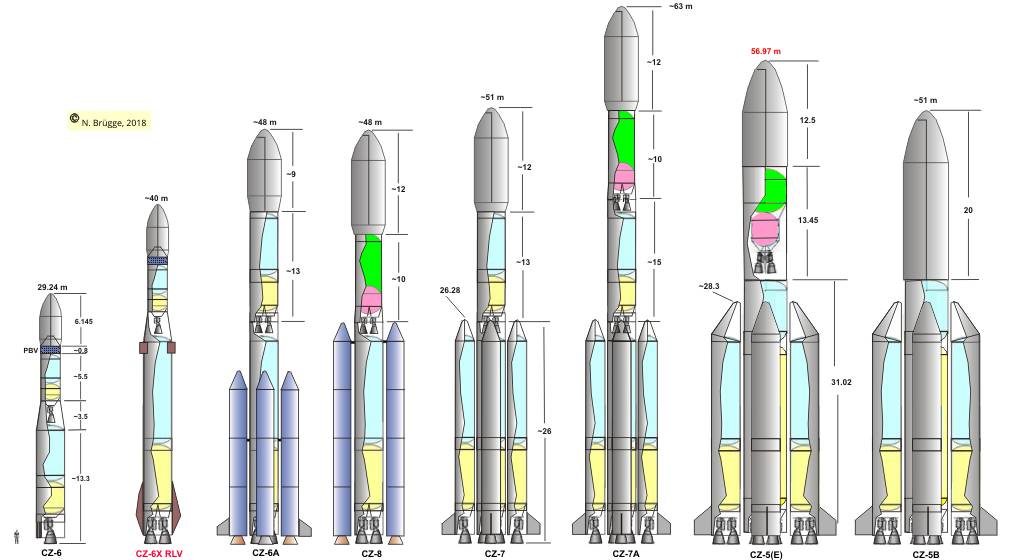 © N. Brügge, 2018
29.24 m
6.145
PBV
~0.8
~5.5
~3.5
~13.3
CZ-6
~40 m
CZ-6X RLV
~48 m
~9
~13
CZ-6A
~48 m
~12
~10
CZ-8
~51 m
~12
~13
26.28
~26
CZ-7
~63 m
~12
~10
~15
CZ-7A
56.97 m
12.5
13.45
~28.3
31.02
CZ-5(E)
~51 m
20
CZ-5B